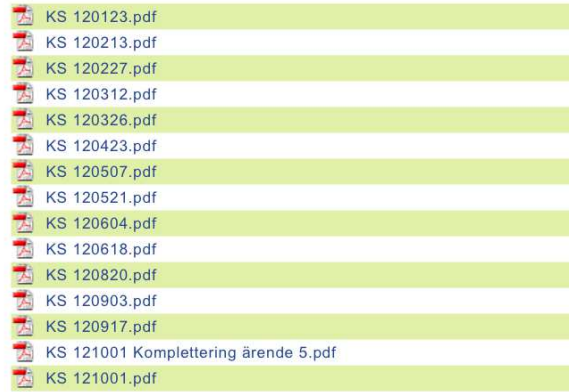 KS 120123.pdf
KS 120213.pdf
KS 120227.pdf
KS 120312.pdf
KS 120326.pdf
KS 120423.pdf
KS 120507.pdf
KS 120521.pdf
KS 120604.pdf
KS 120618.pdf
KS 120820.pdf
KS 120903.pdf
KS 120917.pdf
KS 121001 Komplettering ärende 5.pdf
KS 121001.pdf